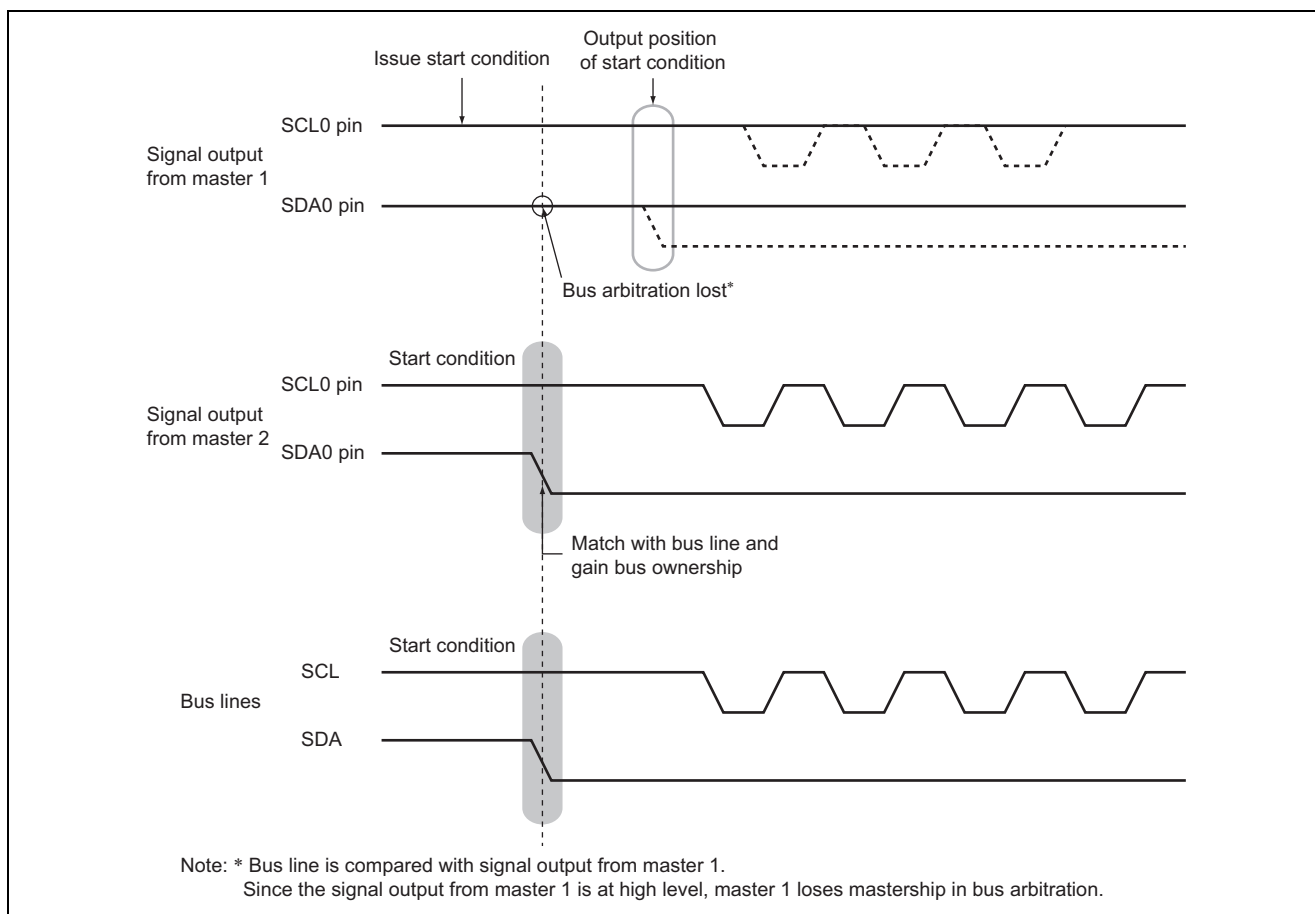 Issue start condition
Output position
of start condition
SCL0 pin
Signal output
from master 1
SDA0 pin
Bus arbitration lost*
Start condition
SCL0 pin
Signal output
from master 2
SDA0 pin
Match with bus line and
gain bus ownership
Start condition
SCL
Bus lines
SDA
Note: * Bus line is compared with signal output from master 1.
Since the signal output from master 1 is at high level, master 1 loses mastership in bus arbitration.